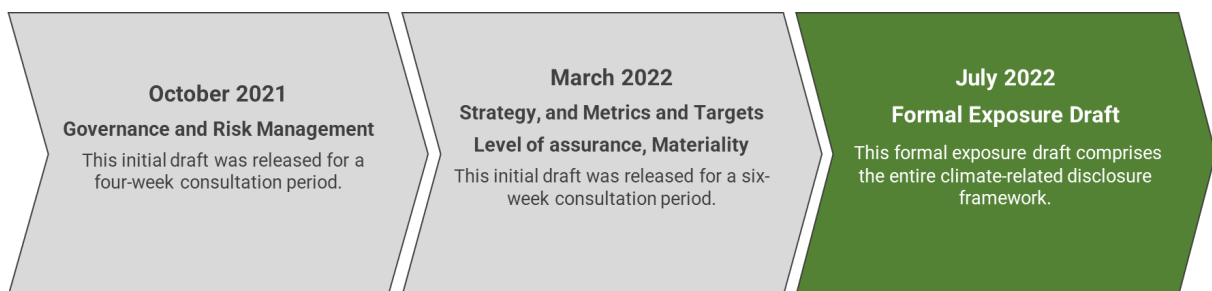 October 2021
Governance and Risk Management
This initial draft was released for a
four-week consultation period.
March 2022
Strategy, and Metrics and Targets
Level of assurance, Materiality
This initial draft was released for a six-
week consultation period.
July 2022
Formal Exposure Draft
This formal exposure draft comprises
the entire climate-related disclosure
framework.